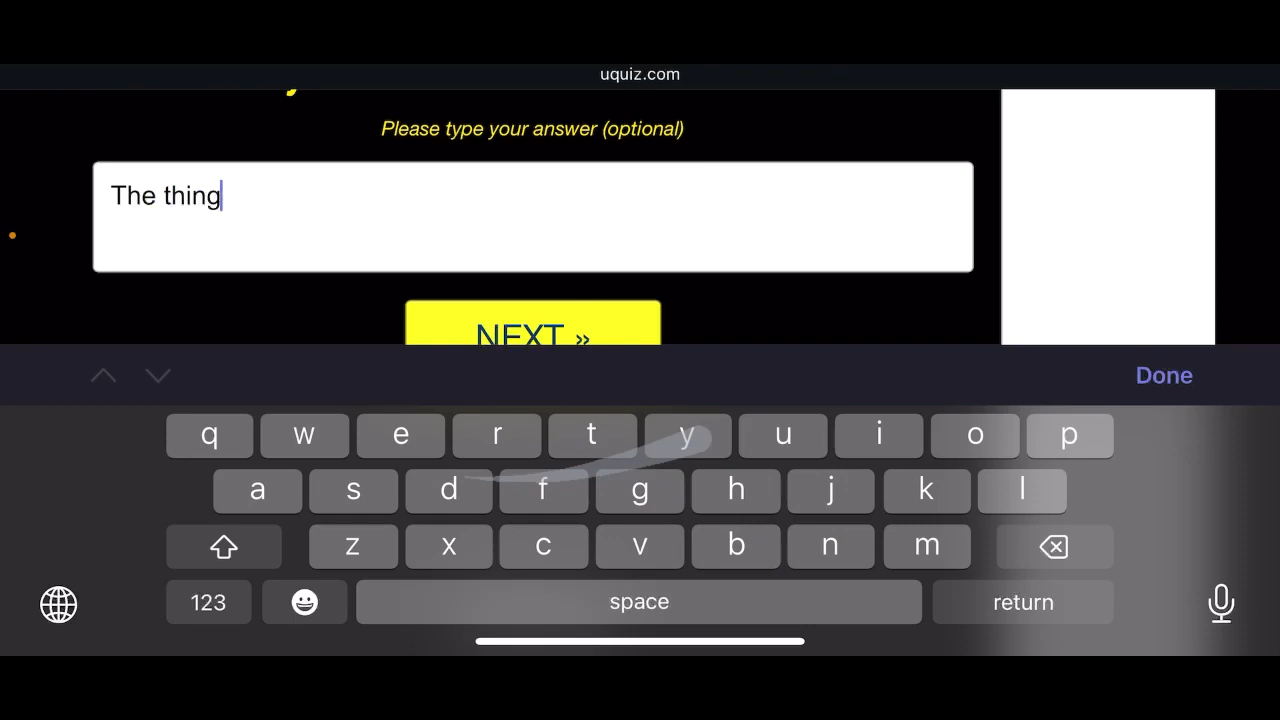 uquiz.com
Please type your answer (optional)
The thing
NEXT »
Done
q w e r t y u i o p
a s d f g h j k l
z x c v b n m
123 space return